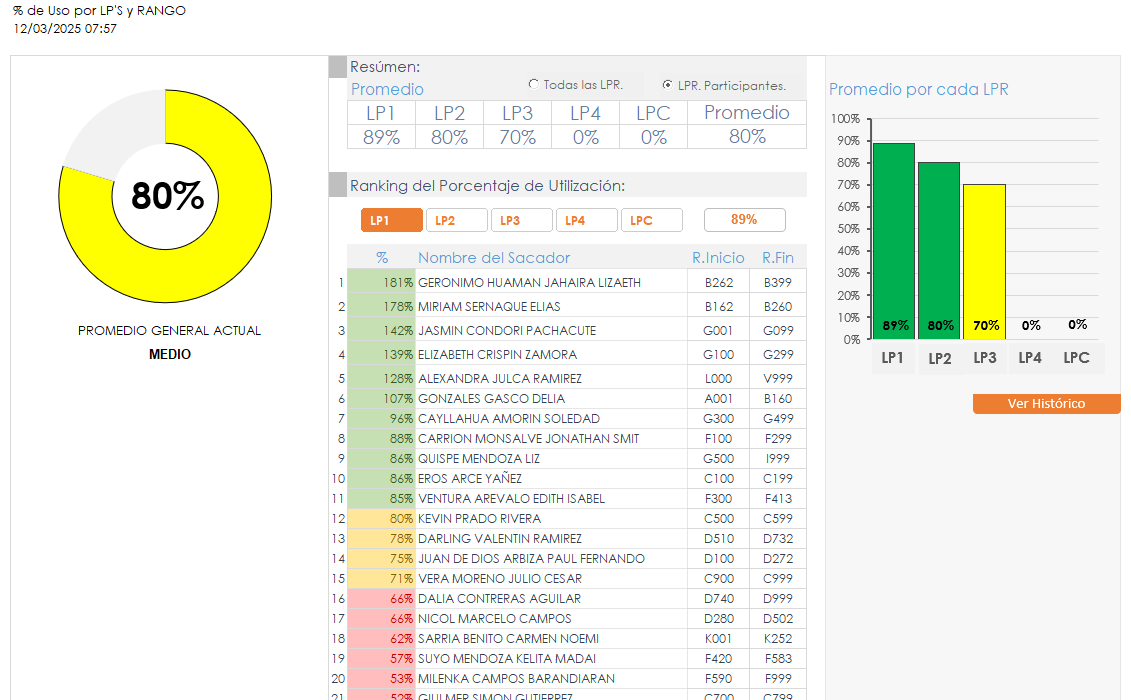 % de Uso por LP'S y RANGO
12/03/2025 07:57
80%
PROMEDIO GENERAL ACTUAL
MEDIO
Resúmen:
Promedio
Todas las LPR. LPR. Participantes.
LP1 LP2 LP3 LP4 LPC Promedio
89% 80% 70% 0% 0% 80%
Ranking del Porcentaje de Utilización:
LP1 LP2 LP3 LP4 LPC 89%
% Nombre del Sacador R.Inicio R.Fin
1 181% GERONIMO HUAMAN JAHAIRA LIZAETH B262 B399
2 178% MIRIAM SERNAQUE ELIAS B162 B260
3 142% JASMIN CONDORI PACHACUTE G001 G099
4 139% ELIZABETH CRISPIN ZAMORA G100 G299
5 128% ALEXANDRA JULCA RAMIREZ L000 V999
6 107% GONZALES GASCO DELIA A001 B160
7 96% CAYLLAHUA AMORIN SOLEDAD G300 G499
8 88% CARRION MONSALVE JONATHAN SMIT F100 F299
9 86% QUISPE MENDOZA LIZ G500 I999
10 86% EROS ARCE YAÑEZ C100 C199
11 85% VENTURA AREVALO EDITH ISABEL F300 F413
12 80% KEVIN PRADO RIVERA C500 C599
13 78% DARLING VALENTIN RAMIREZ D510 D732
14 75% JUAN DE DIOS ARBIZA PAUL FERNANDO D100 D272
15 71% VERA MORENO JULIO CESAR C900 C999
16 66% DALIA CONTRERAS AGUILAR D740 D999
17 66% NICOL MARCELO CAMPOS D280 D502
18 62% SARRIA BENITO CARMEN NOEMI K001 K252
19 57% SUYO MENDOZA KELITA MADAI F420 F583
20 53% MILENKA CAMPOS BARANDIARAN F590 F999
21 52% GIULMER SIMON GUTIERREZ C700 C799
Promedio por cada LPR
100%
90%
80%
70%
60%
50%
40%
30%
20%
10%
0%
89% 80% 70% 0% 0%
LP1 LP2 LP3 LP4 LPC
Ver Histórico